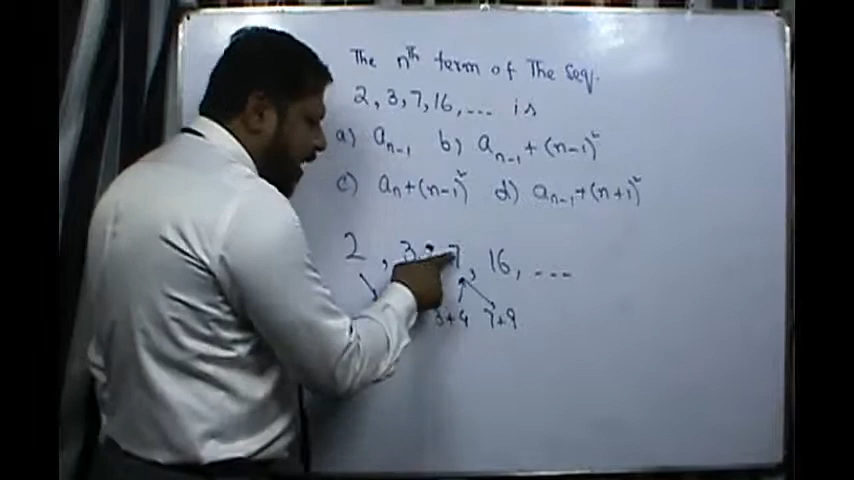 The nth term of The Seq.
2, 3, 7, 16, ... is
a) aₙ₋₁ b) aₙ₋₁ + (n-1)²
c) aₙ + (n-1)² d) aₙ₋₁ + (n+1)²
2, 3, 7, 16, ...
3+4 7+9